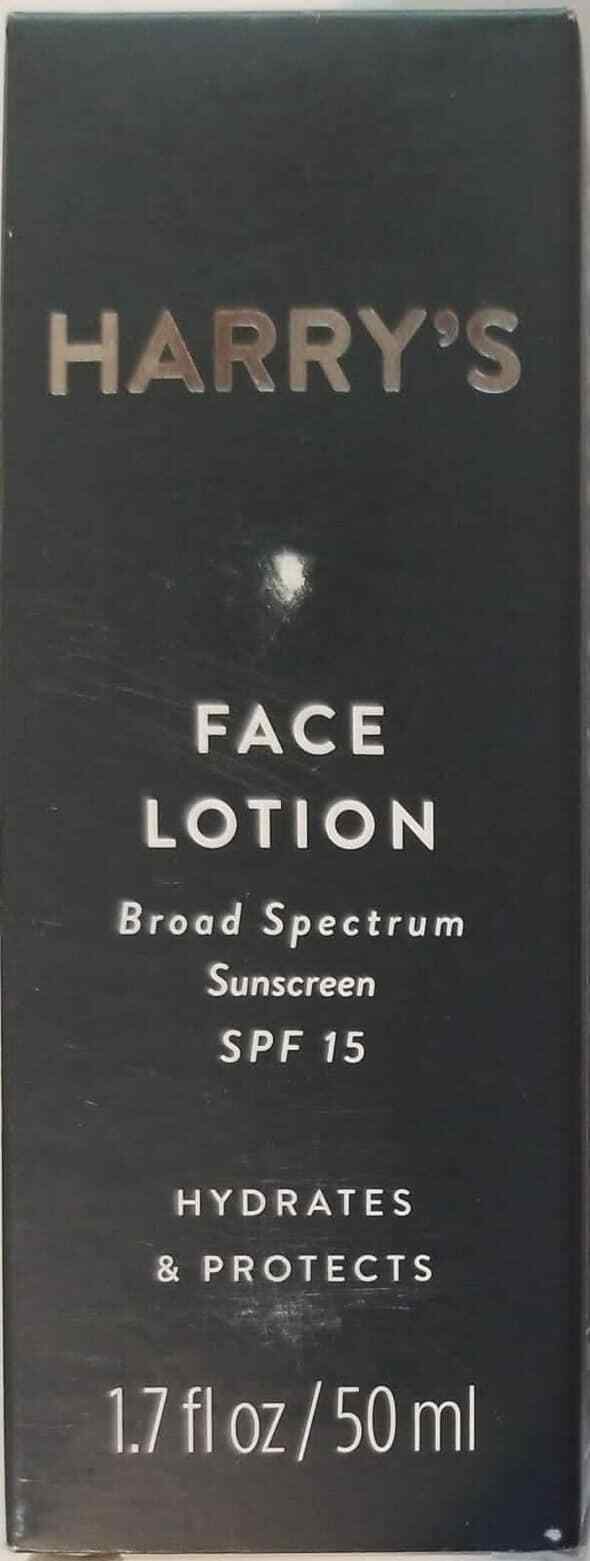 HARRY'S
FACE
LOTION
Broad Spectrum
Sunscreen
SPF 15
HYDRATES
& PROTECTS
1.7 fl oz / 50 ml